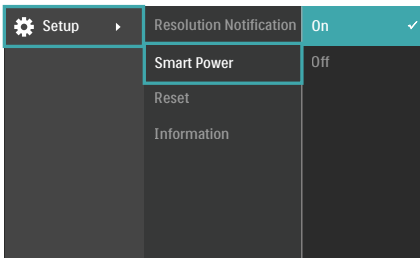 Setup
Resolution Notification
On
Smart Power
Off
Reset
Information